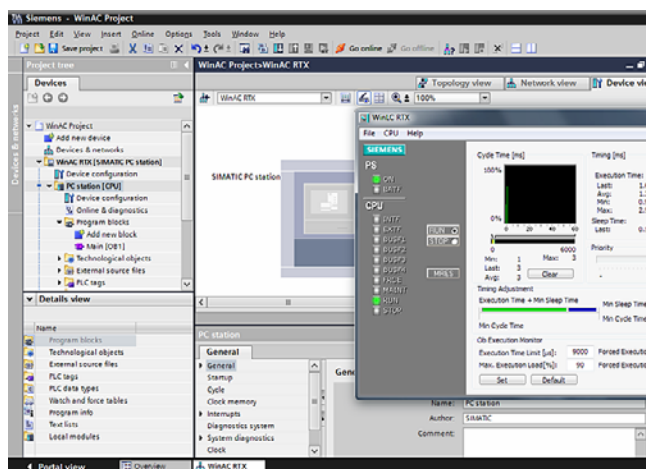 Siemens - WinAC Project
Project Edit View Insert Online Options Tools Window Help
Save project Go online Go offline
Project tree
Devices
Devices & networks
WinAC Project
Add new device
Devices & networks
WinAC RTX [SIMATIC PC station]
Device configuration
PC station [CPU]
Device configuration
Online & diagnostics
Program blocks
Add new block
Main [OB1]
Technological objects
External source files
PLC tags
Details view
Name
Program blocks
Technological objects
External source files
PLC tags
PLC data types
Watch and force tables
Program info
Text lists
Local modules
Portal view Overview WinAC RTX
WinAC Project>WinAC RTX
Topology view Network view Device vie
WinAC RTX 100%
SIMATIC PC station
PC station
General
General
Startup
Cycle
Clock memory
Interrupts
Diagnostics system
System diagnostics
Clock
Gene
Name: PC station
Author: SIMATIC
Comment:
WinLC RTX
File CPU Help
SIEMENS
PS
ON
BATF
CPU
INTF
EXTF
BUSF1
BUSF2
BUSF3
BUSF4
FRCE
MAINT
RUN
STOP
RUN
STOP
MRES
Cycle Time [ms]
100%
0%
0 20 40 60
0 6000
Min: 1 Max: 3
Last: 3
Avg: 3 Clear
Timing [ms]
Execution Time:
Last:
Avg.:
Min:
Max:
Sleep Time:
Last:
Priority
Timing Adjustment
Execution Time + Min Sleep Time
Min Sleep Time
Min Cycle Time
Min Cycle Time
Ob Execution Monitor
Execution Time Limit [µs]: 9000 Forced Executio
Max. Execution Load[%]: 90 Forced Executio
Set Default